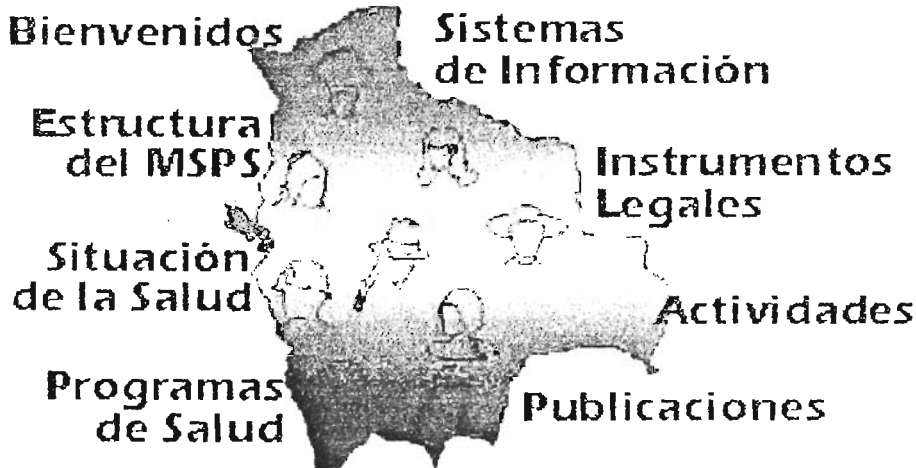 Bienvenidos
Sistemas
de Información
Estructura
del MSPS
Instrumentos
Legales
Situación
de la Salud
Actividades
Programas
de Salud
Publicaciones